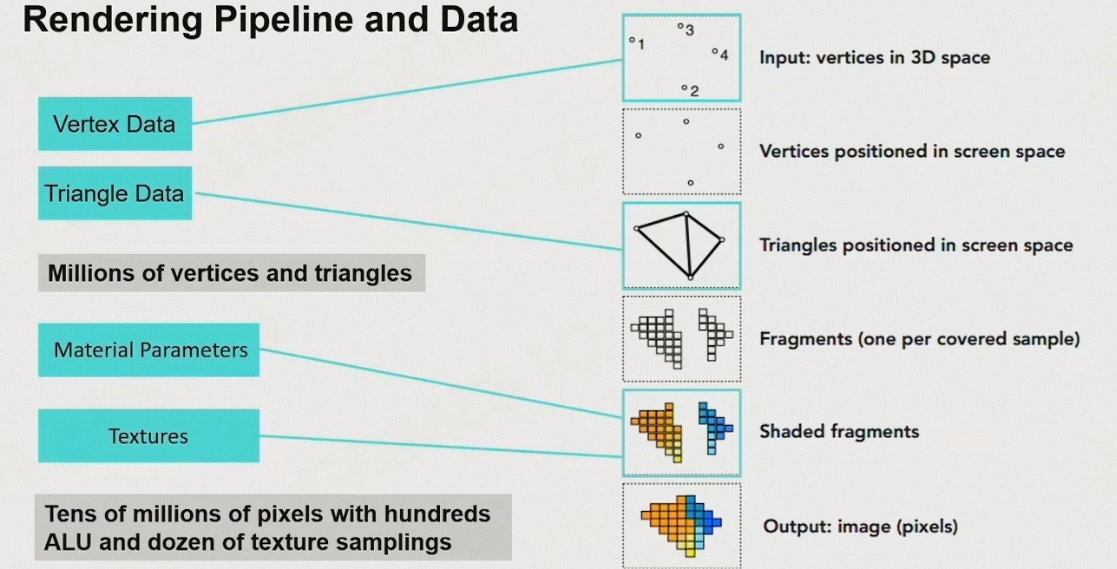 Rendering Pipeline and Data
Vertex Data
Triangle Data
Millions of vertices and triangles
Material Parameters
Textures
Tens of millions of pixels with hundreds
ALU and dozen of texture samplings
1
3
4
2
Input: vertices in 3D space
Vertices positioned in screen space
Triangles positioned in screen space
Fragments (one per covered sample)
Shaded fragments
Output: image (pixels)